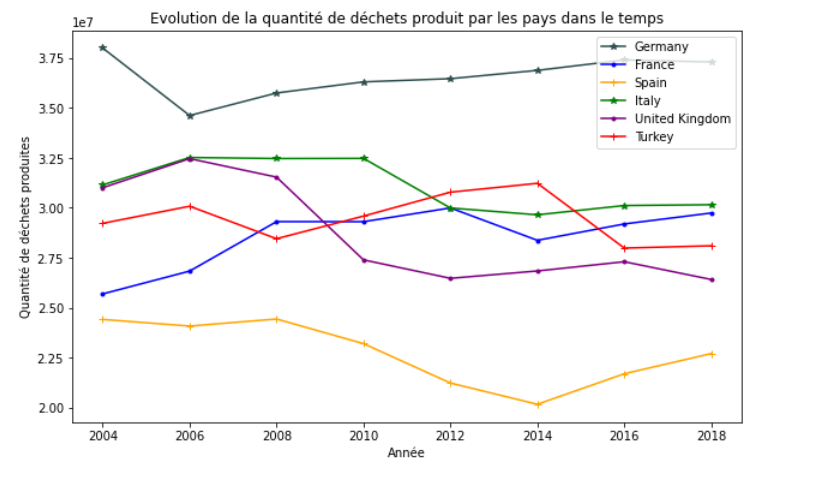 Evolution de la quantité de déchets produit par les pays dans le temps
1e7
Germany
France
Spain
Italy
United Kingdom
Turkey
Quantité de déchets produites
3.75
3.50
3.25
3.00
2.75
2.50
2.25
2.00
2004 2006 2008 2010 2012 2014 2016 2018
Année